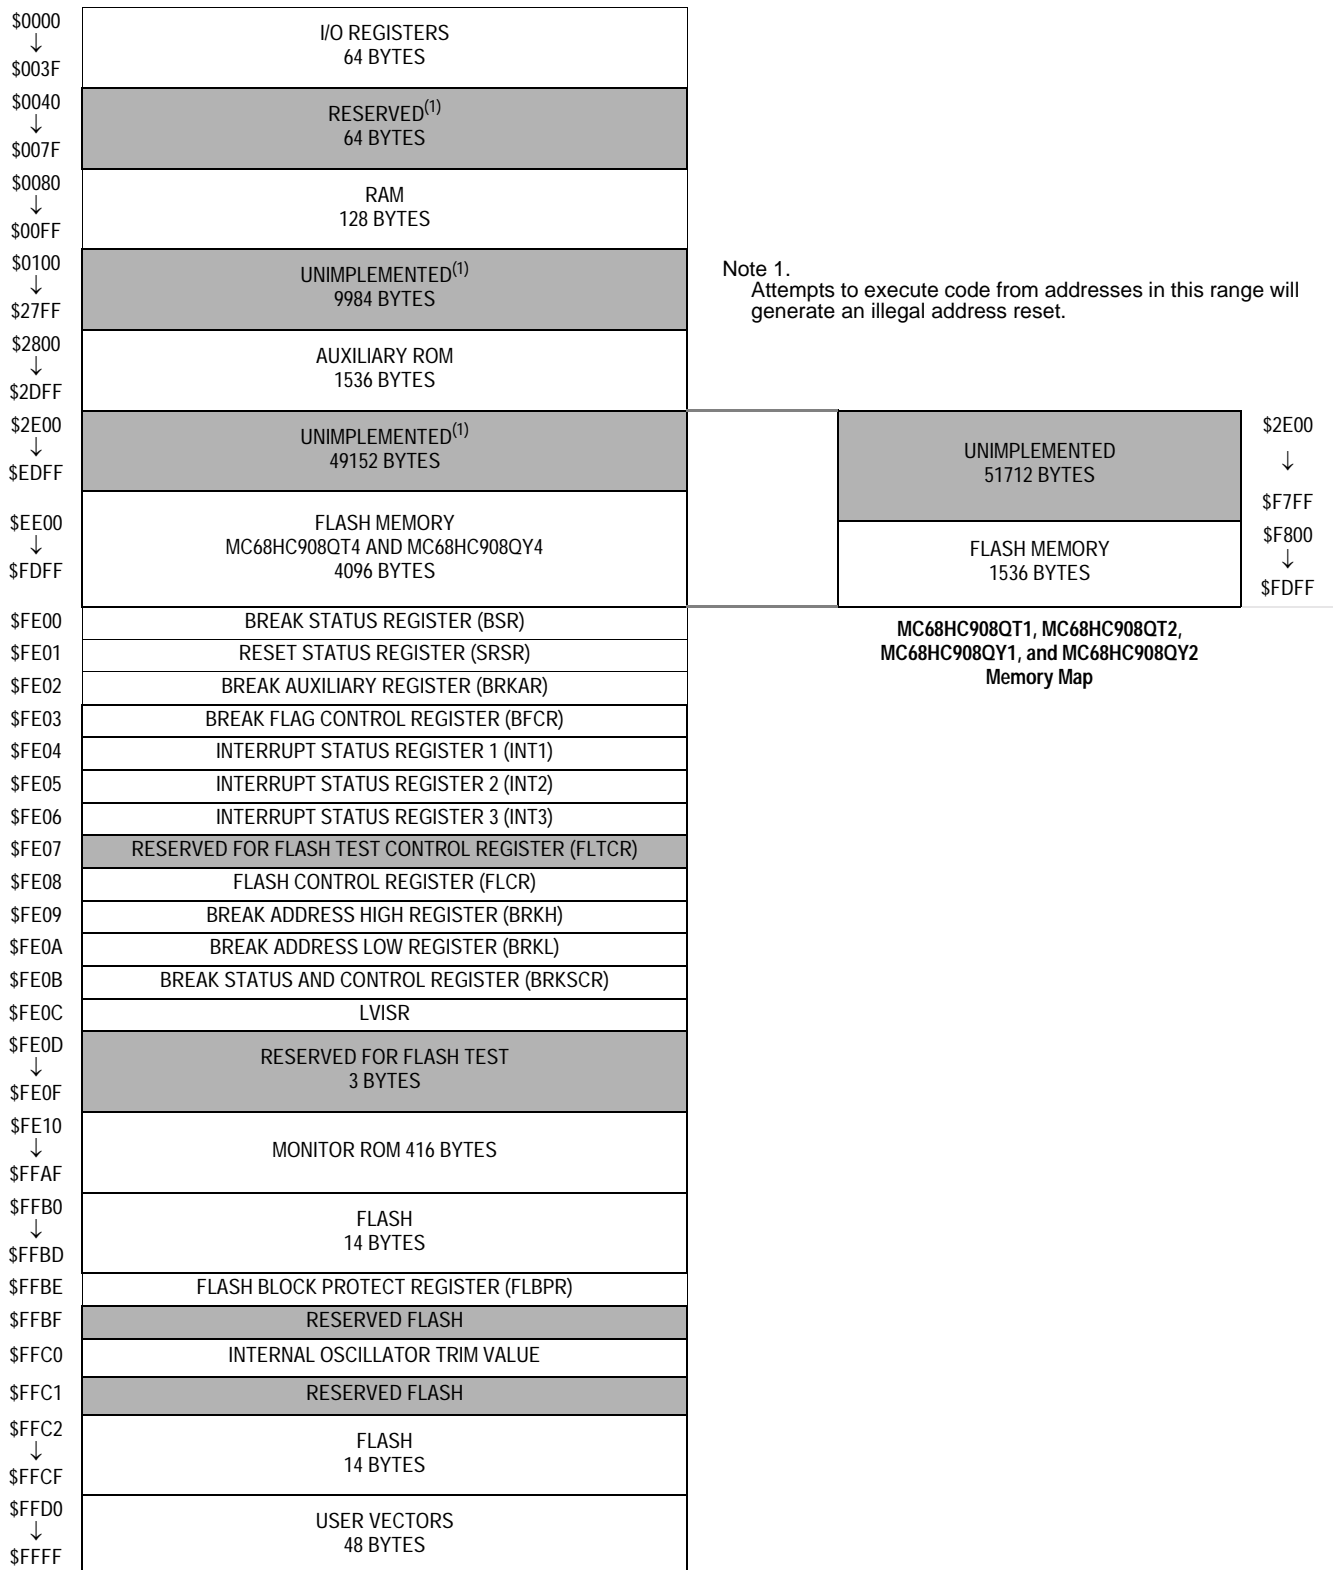 $0000
↓
$003F
I/O REGISTERS
64 BYTES
$0040
↓
$007F
RESERVED(1)
64 BYTES
$0080
↓
$00FF
RAM
128 BYTES
$0100
↓
$27FF
UNIMPLEMENTED(1)
9984 BYTES
Note 1.
Attempts to execute code from addresses in this range will
generate an illegal address reset.
$2800
↓
$2DFF
AUXILIARY ROM
1536 BYTES
$2E00
↓
$EDFF
UNIMPLEMENTED(1)
49152 BYTES
UNIMPLEMENTED
51712 BYTES
$2E00
↓
$F7FF
$EE00
↓
$FDFF
FLASH MEMORY
MC68HC908QT4 AND MC68HC908QY4
4096 BYTES
FLASH MEMORY
1536 BYTES
$F800
↓
$FDFF
MC68HC908QT1, MC68HC908QT2,
MC68HC908QY1, and MC68HC908QY2
Memory Map
$FE00 BREAK STATUS REGISTER (BSR)
$FE01 RESET STATUS REGISTER (SRSR)
$FE02 BREAK AUXILIARY REGISTER (BRKAR)
$FE03 BREAK FLAG CONTROL REGISTER (BFCR)
$FE04 INTERRUPT STATUS REGISTER 1 (INT1)
$FE05 INTERRUPT STATUS REGISTER 2 (INT2)
$FE06 INTERRUPT STATUS REGISTER 3 (INT3)
$FE07 RESERVED FOR FLASH TEST CONTROL REGISTER (FLTCR)
$FE08 FLASH CONTROL REGISTER (FLCR)
$FE09 BREAK ADDRESS HIGH REGISTER (BRKH)
$FE0A BREAK ADDRESS LOW REGISTER (BRKL)
$FE0B BREAK STATUS AND CONTROL REGISTER (BRKSCR)
$FE0C LVISR
$FE0D
↓
$FE0F
RESERVED FOR FLASH TEST
3 BYTES
$FE10
↓
$FFAF
MONITOR ROM 416 BYTES
$FFB0
↓
$FFBD
FLASH
14 BYTES
$FFBE FLASH BLOCK PROTECT REGISTER (FLBPR)
$FFBF RESERVED FLASH
$FFC0 INTERNAL OSCILLATOR TRIM VALUE
$FFC1 RESERVED FLASH
$FFC2
↓
$FFCF
FLASH
14 BYTES
$FFD0
↓
$FFFF
USER VECTORS
48 BYTES